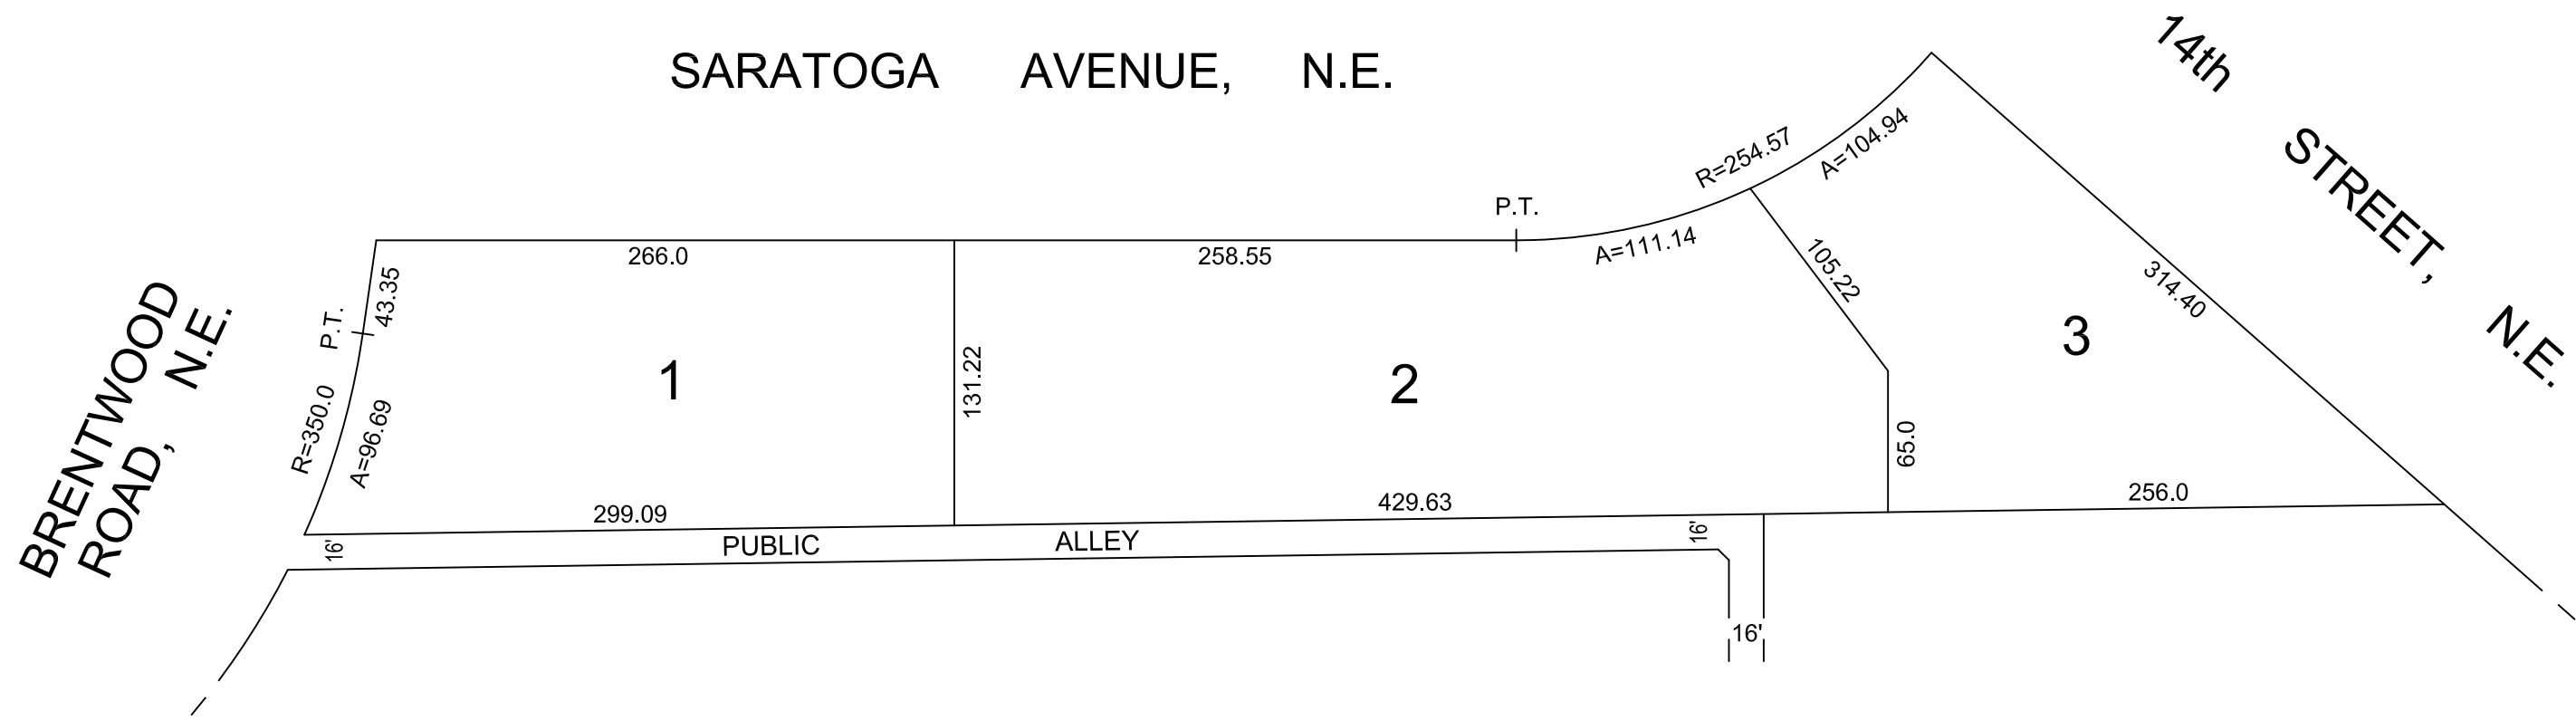 SARATOGA AVENUE, N.E.
14th STREET, N.E.
BRENTWOOD
ROAD, N.E.
P.T.
R=254.57
A=104.94
266.0
258.55
A=111.14
43.35
P.T.
105.22
314.40
1
131.22
2
3
R=350.0
A=96.69
65.0
299.09
429.63
256.0
16'
PUBLIC ALLEY
16'
16'